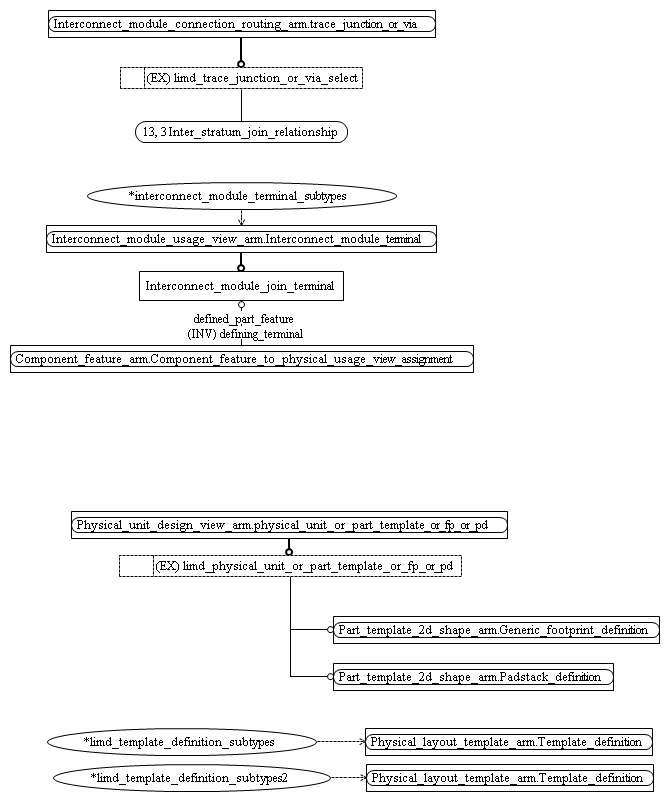 Interconnect_module_connection_routing_arm.trace_junction_or_via
(EX) limd_trace_junction_or_via_select
13, 3 Inter_stratum_join_relationship
*interconnect_module_terminal_subtypes
Interconnect_module_usage_view_arm.Interconnect_module_terminal
Interconnect_module_join_terminal
defined_part_feature
(INV) defining_terminal
Component_feature_arm.Component_feature_to_physical_usage_view_assignment
Physical_unit_design_view_arm.physical_unit_or_part_template_or_fp_or_pd
(EX) limd_physical_unit_or_part_template_or_fp_or_pd
Part_template_2d_shape_arm.Generic_footprint_definition
Part_template_2d_shape_arm.Padstack_definition
*limd_template_definition_subtypes
Physical_layout_template_arm.Template_definition
*limd_template_definition_subtypes2
Physical_layout_template_arm.Template_definition